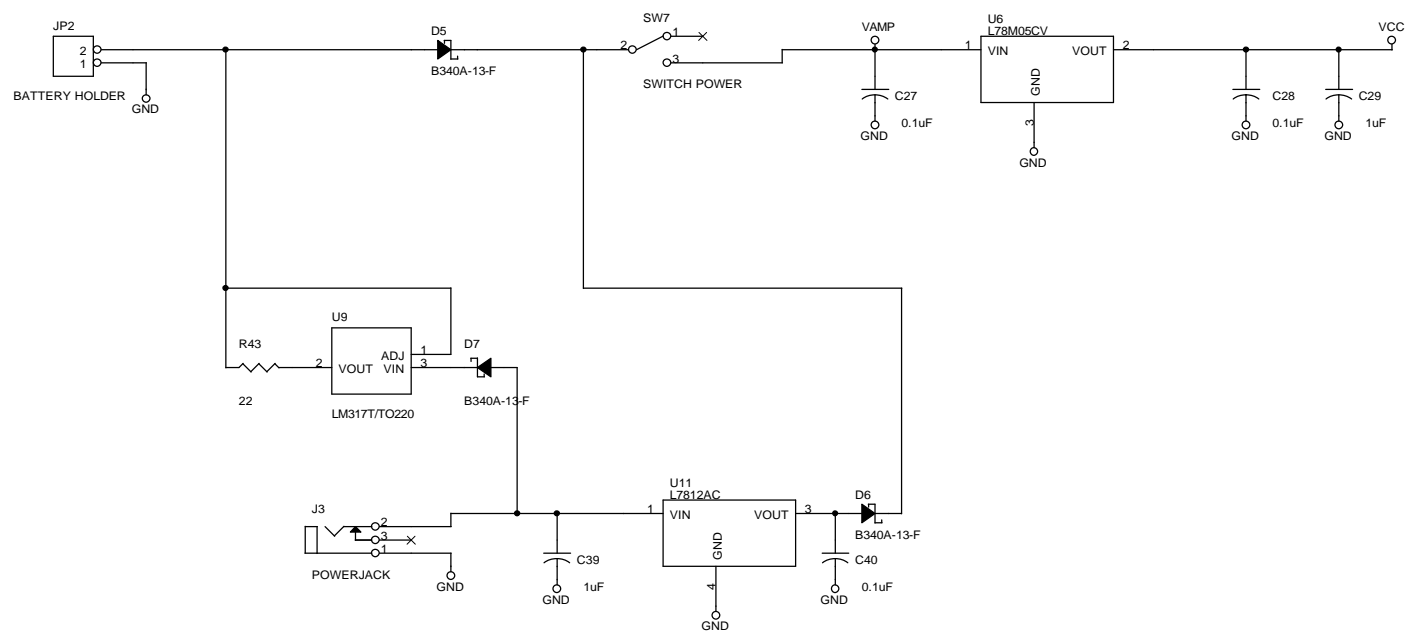 JP2
2
1
BATTERY HOLDER
GND
D5
B340A-13-F
SW7
2
1
3
SWITCH POWER
VAMP
C27
0.1uF
GND
U6
L78M05CV
1
VIN
VOUT
2
GND
3
GND
C28
0.1uF
GND
C29
1uF
GND
VCC
U9
R43
22
2
VOUT
ADJ
VIN
1
3
LM317T/TO220
D7
B340A-13-F
J3
2
3
1
POWERJACK
GND
C39
1uF
GND
U11
L7812AC
1
VIN
VOUT
3
GND
4
GND
D6
B340A-13-F
C40
0.1uF
GND